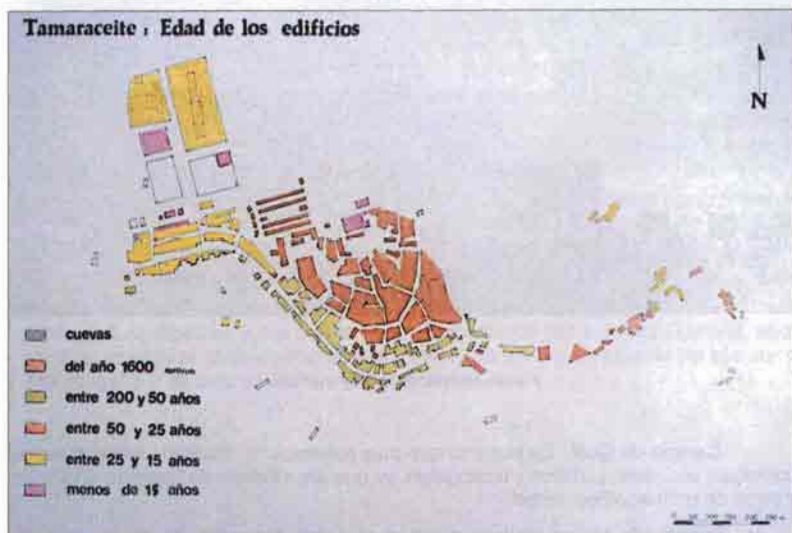 Tamaraceite : Edad de los edificios
N
cuevas
del año 1600
entre 200 y 50 años
entre 50 y 25 años
entre 25 y 15 años
menos de 15 años